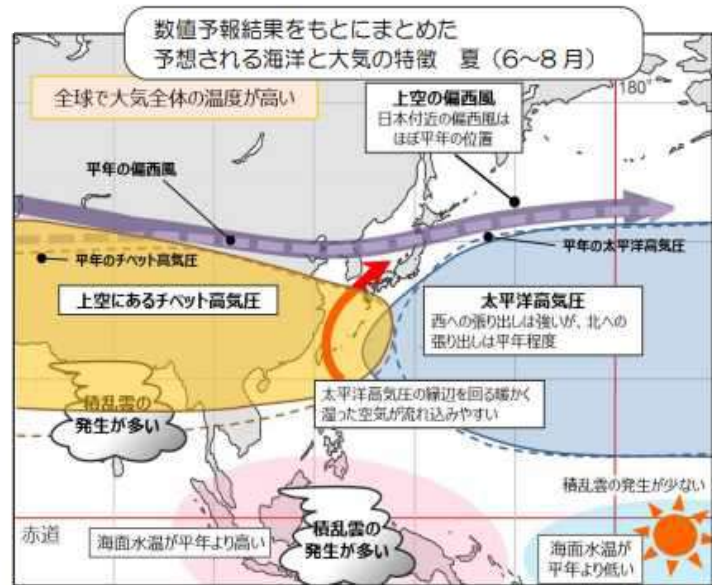 数値予報結果をもとにまとめた
予想される海洋と大気の特徴 夏（6～8月）
全球で大気全体の温度が高い
上空の偏西風
日本付近の偏西風は
ほぼ平年の位置
180°
平年の偏西風
平年のチベット高気圧
平年の太平洋高気圧
上空にあるチベット高気圧
太平洋高気圧
西への張り出しは強いが、北への
張り出しは平年程度
積乱雲の
発生が多い
太平洋高気圧の縁辺を回る暖かく
湿った空気が流れ込みやすい
積乱雲の発生が少ない
赤道
海面水温が平年より高い
積乱雲の
発生が多い
海面水温が
平年より低い